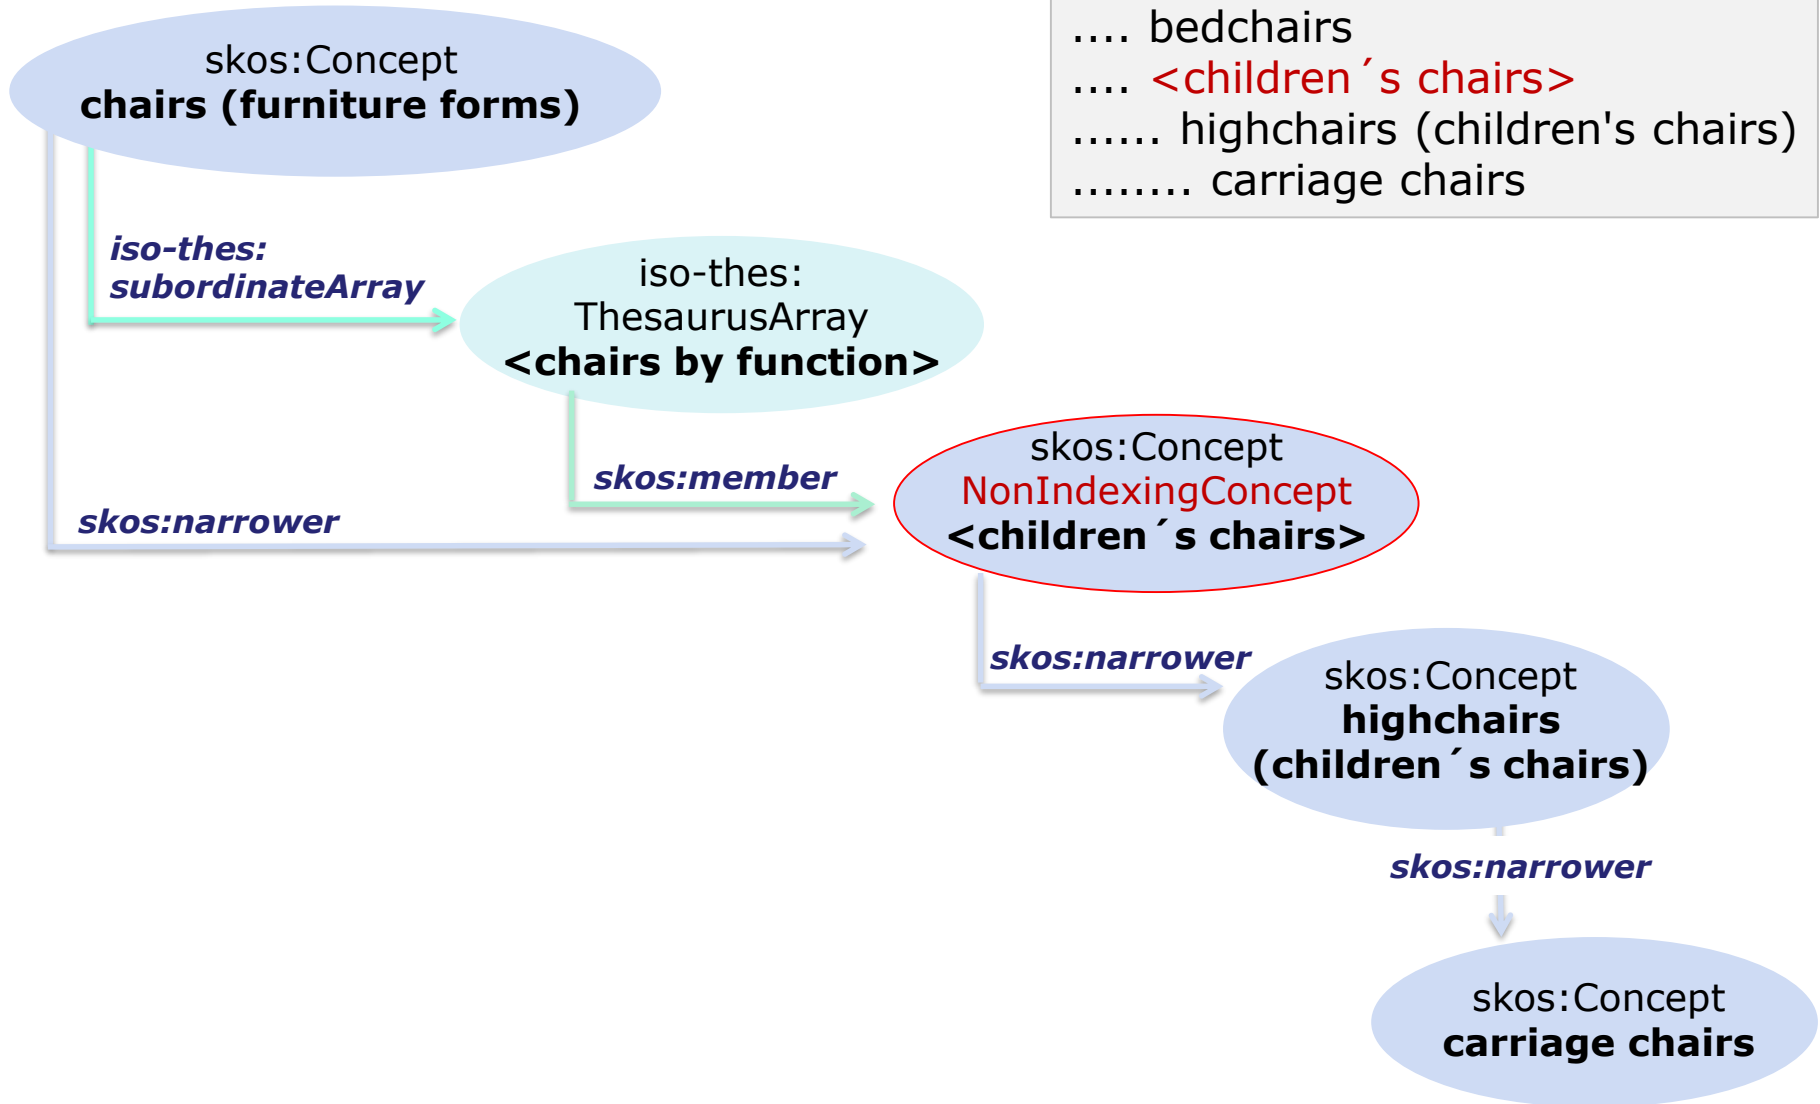 skos:Concept
chairs (furniture forms)
.... bedchairs
.... <children´s chairs>
...... highchairs (children's chairs)
........ carriage chairs
iso-thes:
subordinateArray
iso-thes:
ThesaurusArray
<chairs by function>
skos:member
skos:narrower
skos:Concept
NonIndexingConcept
<children´s chairs>
skos:narrower
skos:Concept
highchairs
(children´s chairs)
skos:narrower
skos:Concept
carriage chairs